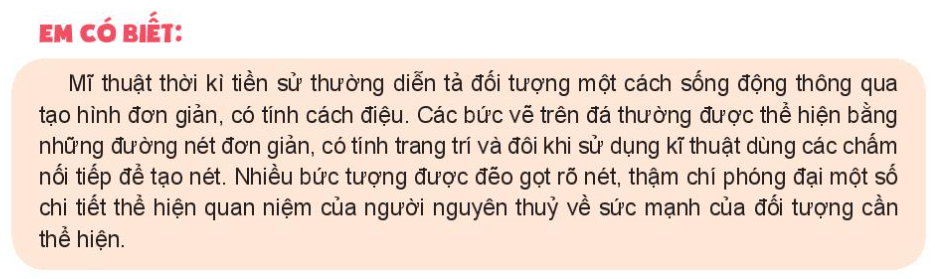 EM CÓ BIẾT:
Mĩ thuật thời kì tiền sử thường diễn tả đối tượng một cách sống động thông qua
tạo hình đơn giản, có tính cách điệu. Các bức vẽ trên đá thường được thể hiện bằng
những đường nét đơn giản, có tính trang trí và đôi khi sử dụng kĩ thuật dùng các chấm
nối tiếp để tạo nét. Nhiều bức tượng được đẽo gọt rõ nét, thậm chí phóng đại một số
chi tiết thể hiện quan niệm của người nguyên thuỷ về sức mạnh của đối tượng cần
thể hiện.